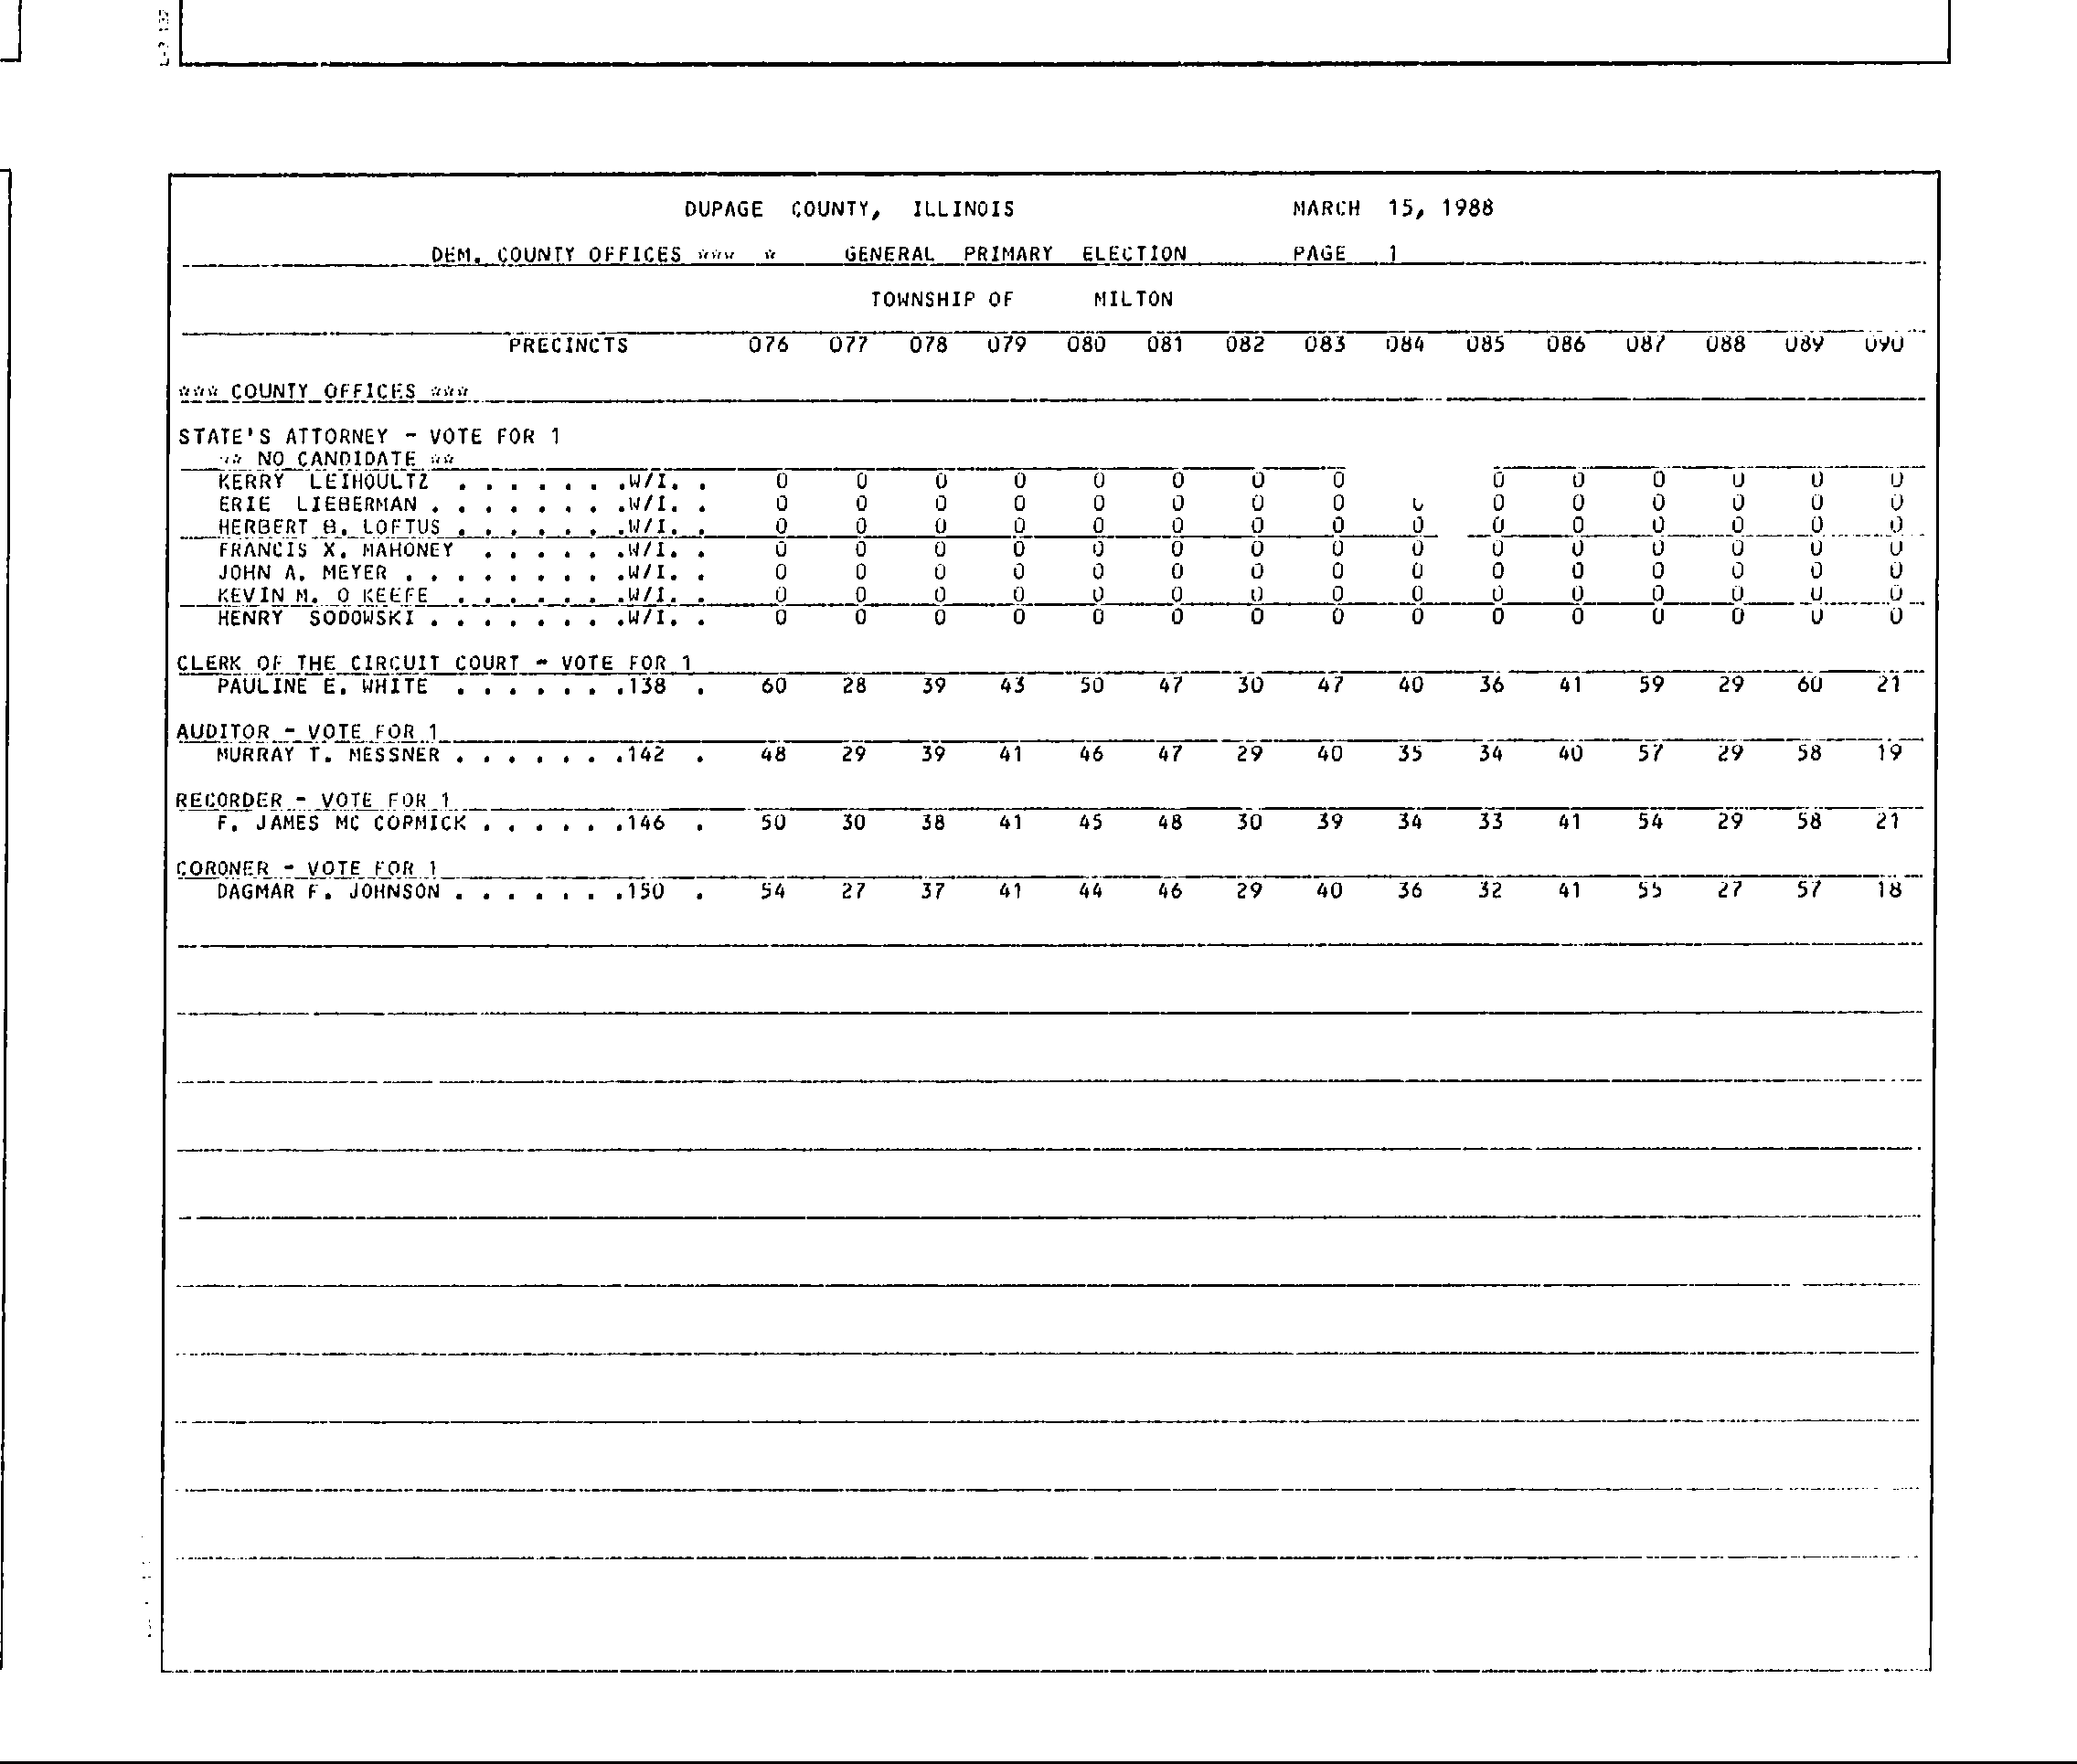 DUPAGE COUNTY, ILLINOIS MARCH 15, 1988
DEM. COUNTY OFFICES *** * GENERAL PRIMARY ELECTION PAGE 1
TOWNSHIP OF MILTON
PRECINCTS 076 077 078 079 080 081 082 083 084 085 086 087 088 089 090
*** COUNTY OFFICES ***
STATE'S ATTORNEY - VOTE FOR 1
** NO CANDIDATE **
KERRY LEIHOULTZ . . . . . . .W/I. . 0 0 0 0 0 0 0 0 0 0 0 0 0 0
ERIE LIEBERMAN . . . . . . . .W/I. . 0 0 0 0 0 0 0 0 0 0 0 0 0 0
HERBERT B. LOFTUS . . . . . . .W/I. . 0 0 0 0 0 0 0 0 0 0 0 0 0 0 0
FRANCIS X. MAHONEY . . . . . .W/I. . 0 0 0 0 0 0 0 0 0 0 0 0 0 0 0
JOHN A. MEYER . . . . . . . . .W/I. . 0 0 0 0 0 0 0 0 0 0 0 0 0 0 0
KEVIN M. O KEEFE . . . . . . .W/I. . 0 0 0 0 0 0 0 0 0 0 0 0 0 0 0
HENRY SODOWSKI . . . . . . . .W/I. . 0 0 0 0 0 0 0 0 0 0 0 0 0 0 0
CLERK OF THE CIRCUIT COURT - VOTE FOR 1
PAULINE E. WHITE . . . . . . .138 . 60 28 39 43 50 47 30 47 40 36 41 59 29 60 21
AUDITOR - VOTE FOR 1
MURRAY T. MESSNER . . . . . . .142 . 48 29 39 41 46 47 29 40 35 34 40 57 29 58 19
RECORDER - VOTE FOR 1
F. JAMES MC CORMICK . . . . . .146 . 50 30 38 41 45 48 30 39 34 33 41 54 29 58 21
CORONER - VOTE FOR 1
DAGMAR F. JOHNSON . . . . . . .150 . 54 27 37 41 44 46 29 40 36 32 41 55 27 57 18